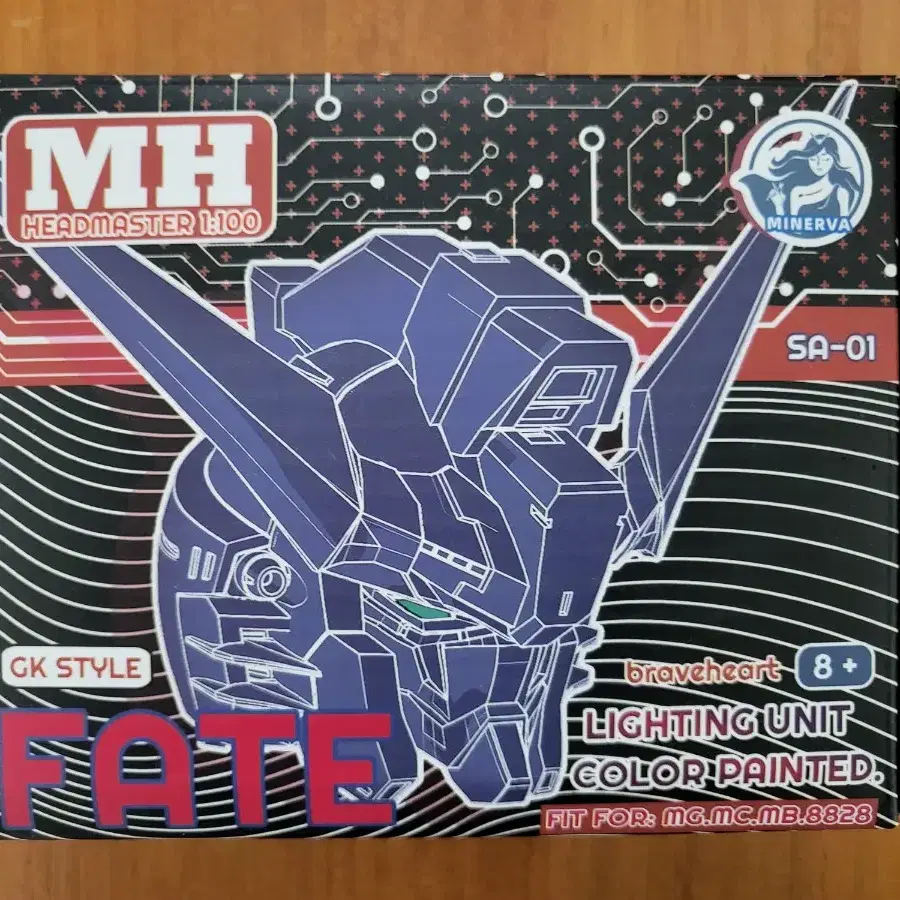 MH
HEADMASTER 1:100
MINERVA
SA-01
GK STYLE
FATE
braveheart 8+
LIGHTING UNIT
COLOR PAINTED.
FIT FOR: MG.MC.MB.8828